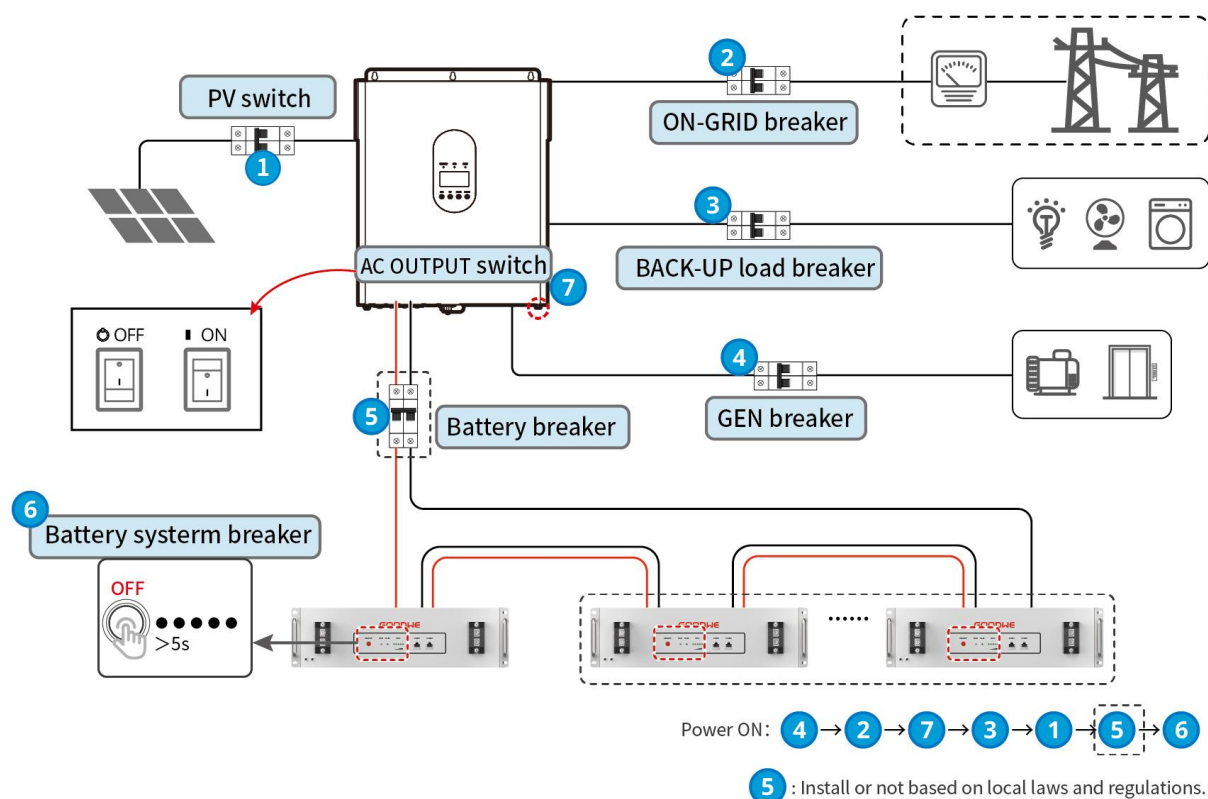 2
PV switch
ON-GRID breaker
1
3
AC OUTPUT switch
BACK-UP load breaker
7
OFF
I ON
4
5
Battery breaker
GEN breaker
6
Battery systerm breaker
OFF
>5s
GOODWE
GOODWE
GOODWE
......
Power ON: 4 → 2 → 7 → 3 → 1 → 5 → 6
5 : Install or not based on local laws and regulations.